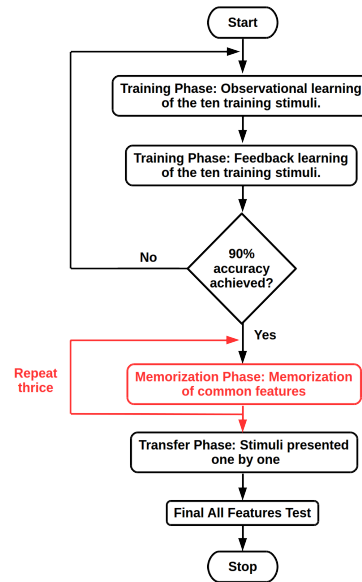 Start
Training Phase: Observational learning
of the ten training stimuli.
Training Phase: Feedback learning
of the ten training stimuli.
90%
accuracy
achieved?
No
Yes
Repeat
thrice
Memorization Phase: Memorization
of common features
Transfer Phase: Stimuli presented
one by one
Final All Features Test
Stop